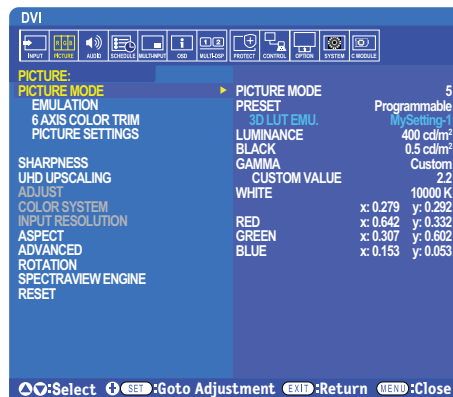 DVI
INPUT PICTURE AUDIO SCHEDULE MULTI-INPUT OSD MULTI-DSP PROTECT CONTROL OPTION SYSTEM C MODULE
R G B
i
1 2
PICTURE:
PICTURE MODE
EMULATION
6 AXIS COLOR TRIM
PICTURE SETTINGS
SHARPNESS
UHD UPSCALING
ADJUST
COLOR SYSTEM
INPUT RESOLUTION
ASPECT
ADVANCED
ROTATION
SPECTRAVIEW ENGINE
RESET
PICTURE MODE 5
PRESET Programmable
3D LUT EMU. MySetting-1
LUMINANCE 400 cd/m²
BLACK 0.5 cd/m²
GAMMA Custom
CUSTOM VALUE 2.2
WHITE 10000 K
x: 0.279 y: 0.292
RED x: 0.642 y: 0.332
GREEN x: 0.307 y: 0.602
BLUE x: 0.153 y: 0.053
:Select SET :Goto Adjustment EXIT :Return MENU :Close